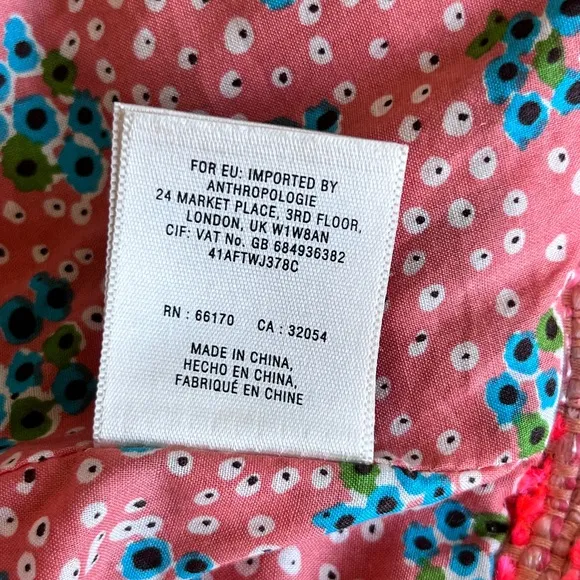 FOR EU: IMPORTED BY
ANTHROPOLOGIE
24 MARKET PLACE, 3RD FLOOR,
LONDON, UK W1W8AN
CIF: VAT No. GB 684936382
41AFTWJ378C
RN : 66170 CA : 32054
MADE IN CHINA,
HECHO EN CHINA,
FABRIQUÉ EN CHINE